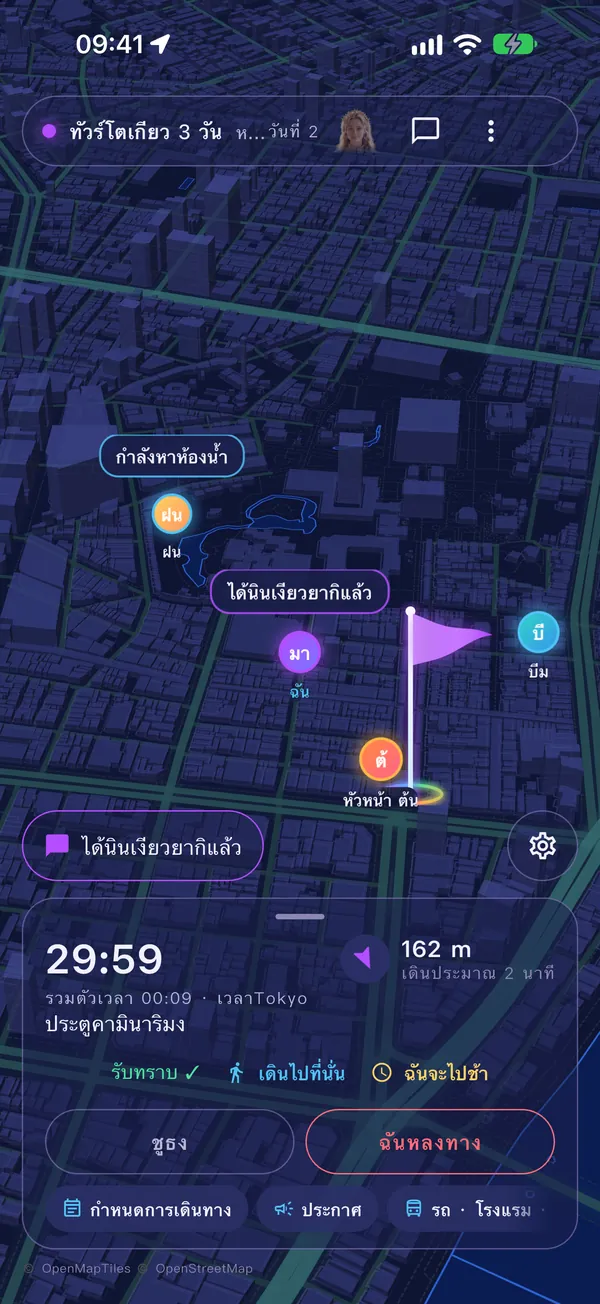 09:41
ทัวร์โตเกียว 3 วัน ห... วันที่ 2
กำลังหาห้องน้ำ
ฝน
ฝน
ได้นินเงียวยากิแล้ว
มา
ฉัน
บี
บีม
ต้
หัวหน้า ต้น
ได้นินเงียวยากิแล้ว
29:59
162 m
เดินประมาณ 2 นาที
รวมตัวเวลา 00:09 · เวลาTokyo
ประตูคามินาริมง
รับทราบ ✓ เดินไปที่นั่น ฉันจะไปช้า
ชูธง ฉันหลงทาง
กำหนดการเดินทาง ประกาศ รถ · โรงแรม ·
© OpenMapTiles © OpenStreetMap